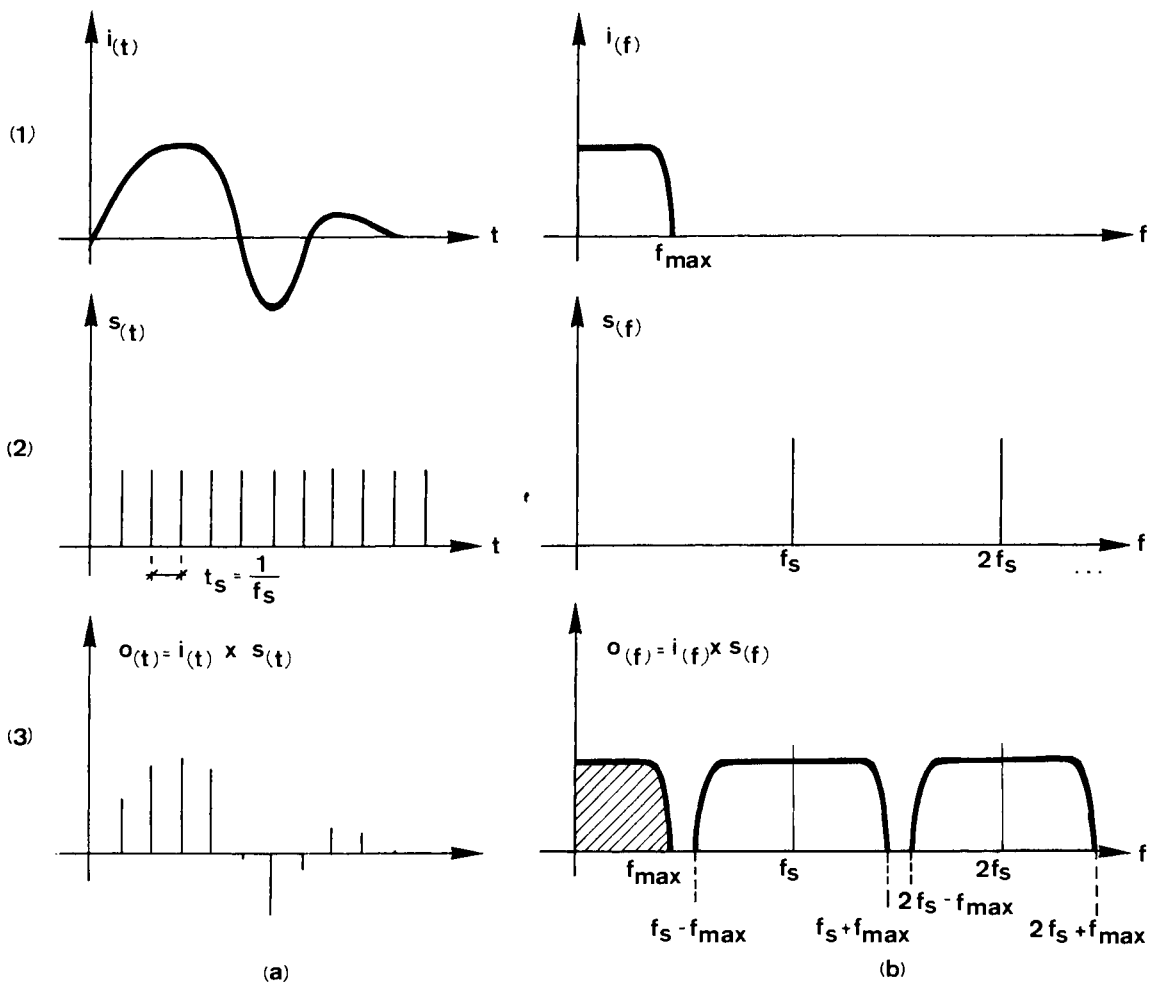 i(t)
i(f)
(1)
t
f
fmax
s(t)
s(f)
(2)
t
f
ts = 1/fs
fs
2fs
...
o(t) = i(t) x s(t)
o(f) = i(f) x s(f)
(3)
f
fmax
fs
2fs
fs - fmax
fs + fmax
2fs - fmax
2fs + fmax
(a)
(b)